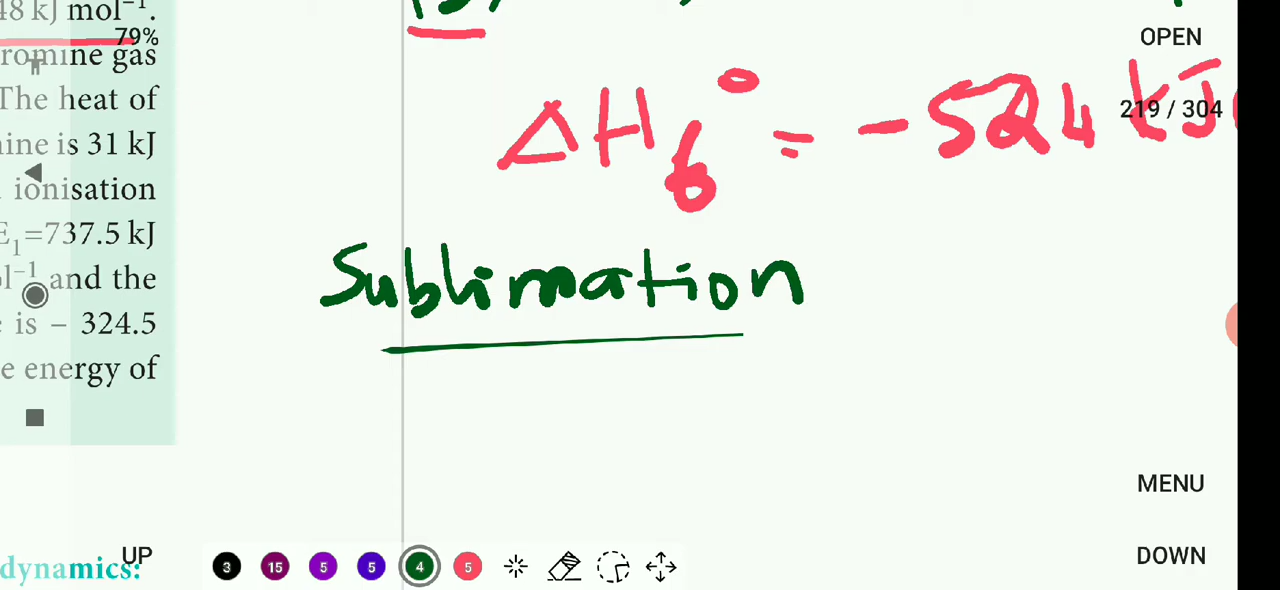 48 kJ mol⁻¹.
79%
romine gas
OPEN
The heat of
ΔH f ° = – 524 kJ
219 / 304
ine is 31 kJ
ionisation
E₁=737.5 kJ
l⁻¹ and the
Sublimation
is – 324.5
e energy of
MENU
dynamics:
UP
3 15 5 5 4 5
DOWN